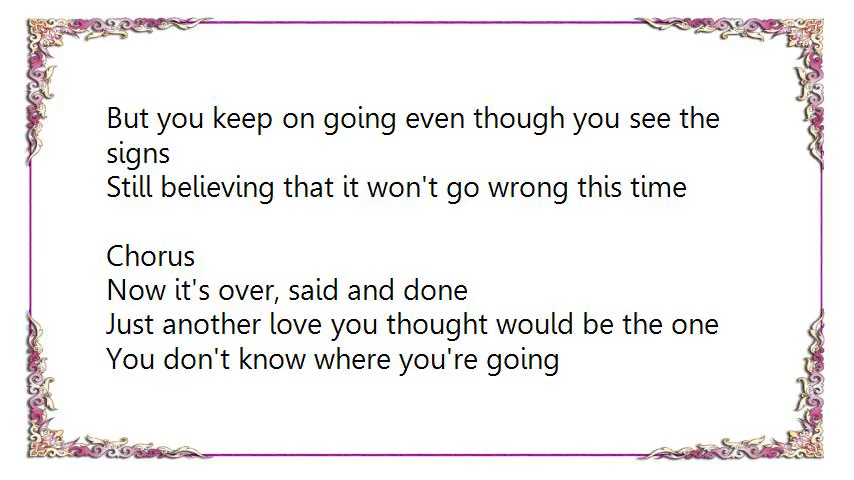 But you keep on going even though you see the
signs
Still believing that it won't go wrong this time

Chorus
Now it's over, said and done
Just another love you thought would be the one
You don't know where you're going